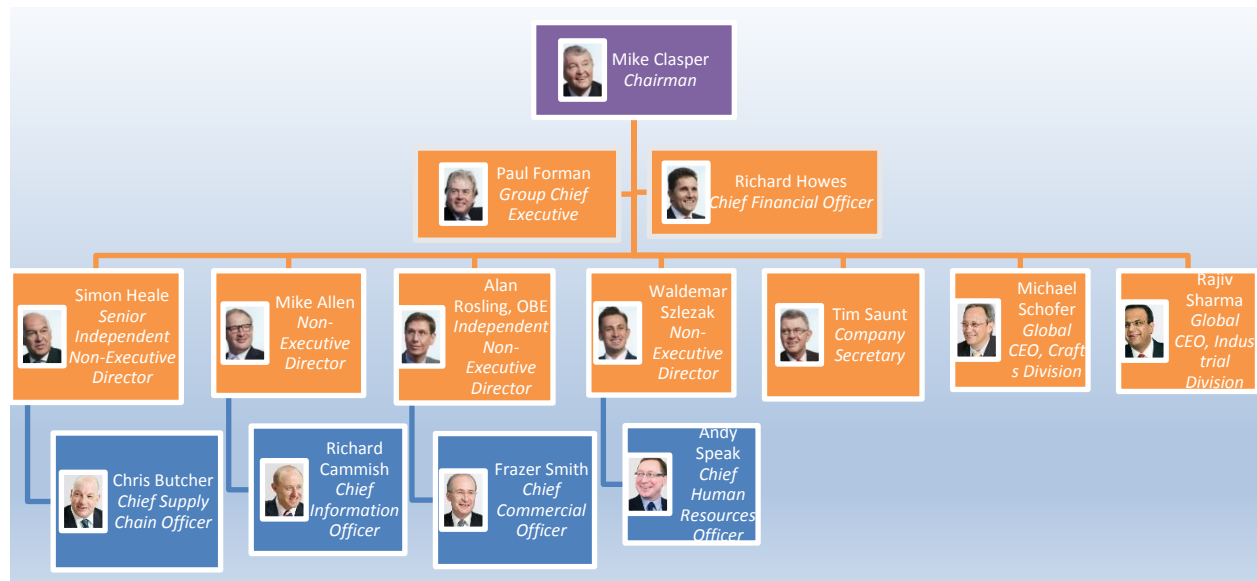 Mike Clasper
Chairman
Paul Forman
Group Chief
Executive
Richard Howes
Chief Financial Officer
Simon Heale
Senior
Independent
Non-Executive
Director
Mike Allen
Non-
Executive
Director
Alan
Rosling, OBE
Independent
Non-
Executive
Director
Waldemar
Szlezak
Non-
Executive
Director
Tim Saunt
Company
Secretary
Michael
Schofer
Global
CEO, Craft
s Division
Rajiv
Sharma
Global
CEO, Indus
trial
Division
Chris Butcher
Chief Supply
Chain Officer
Richard
Cammish
Chief
Information
Officer
Frazer Smith
Chief
Commercial
Officer
Andy
Speak
Chief
Human
Resources
Officer